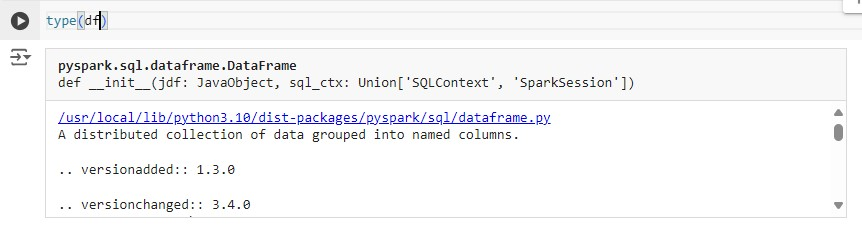 type(df)
pyspark.sql.dataframe.DataFrame
def __init__(jdf: JavaObject, sql_ctx: Union['SQLContext', 'SparkSession'])
/usr/local/lib/python3.10/dist-packages/pyspark/sql/dataframe.py
A distributed collection of data grouped into named columns.
.. versionadded:: 1.3.0
.. versionchanged:: 3.4.0